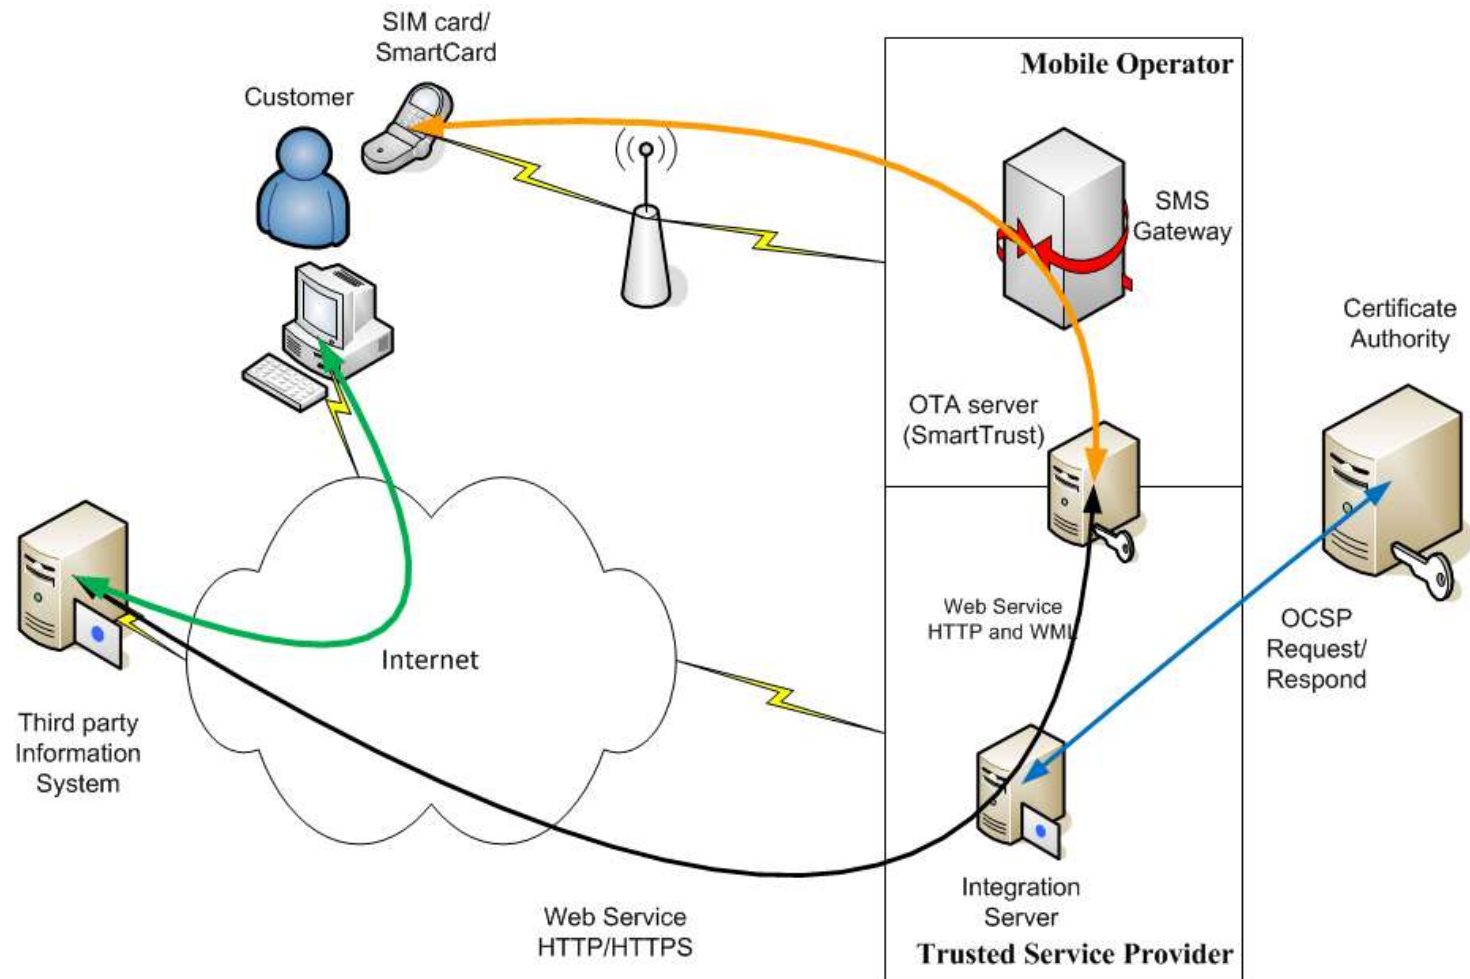 SIM card/
SmartCard
Mobile Operator
Customer
SMS
Gateway
Certificate
Authority
OTA server
(SmartTrust)
Web Service
HTTP and WML
OCSP
Request/
Respond
Internet
Third party
Information
System
Integration
Server
Web Service
HTTP/HTTPS
Trusted Service Provider